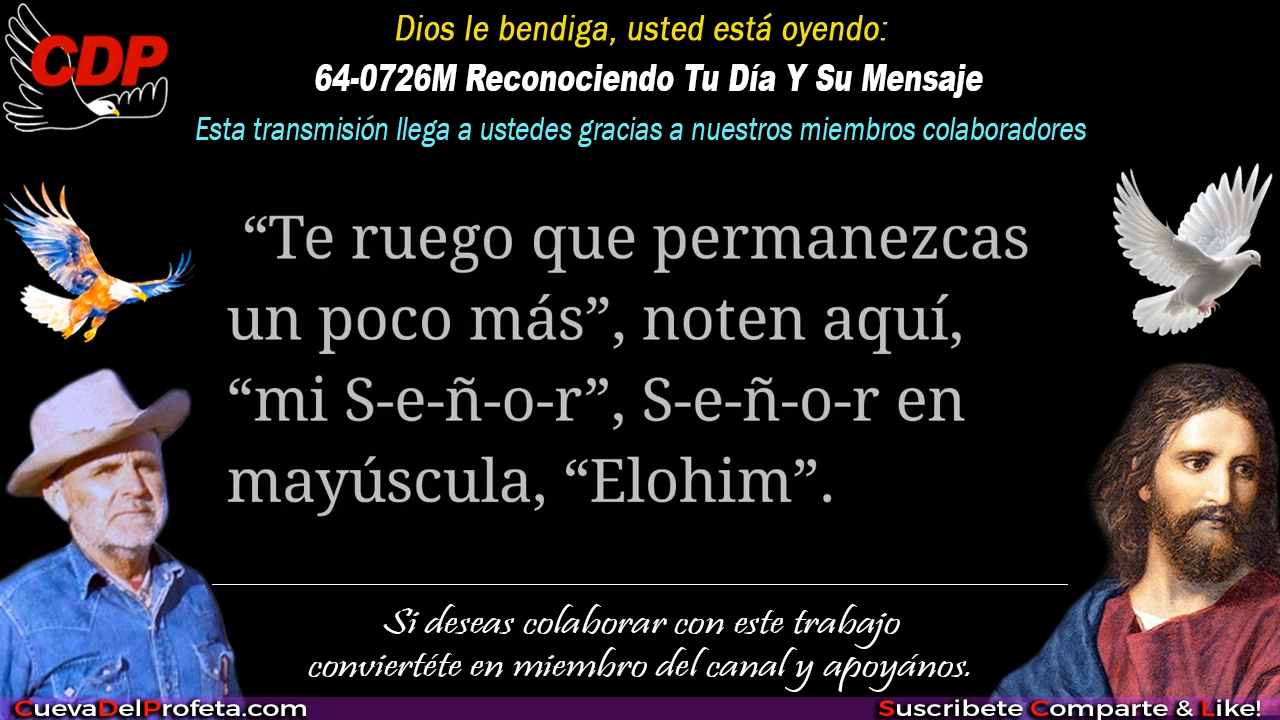 CDP
Dios le bendiga, usted está oyendo:
64-0726M Reconociendo Tu Día Y Su Mensaje
Esta transmisión llega a ustedes gracias a nuestros miembros colaboradores
“Te ruego que permanezcas
un poco más”, noten aquí,
“mi S-e-ñ-o-r”, S-e-ñ-o-r en
mayúscula, “Elohim”.
Si deseas colaborar con este trabajo
conviertéte en miembro del canal y apoyános.
CuevaDelProfeta.com
Suscribete Comparte & Like!